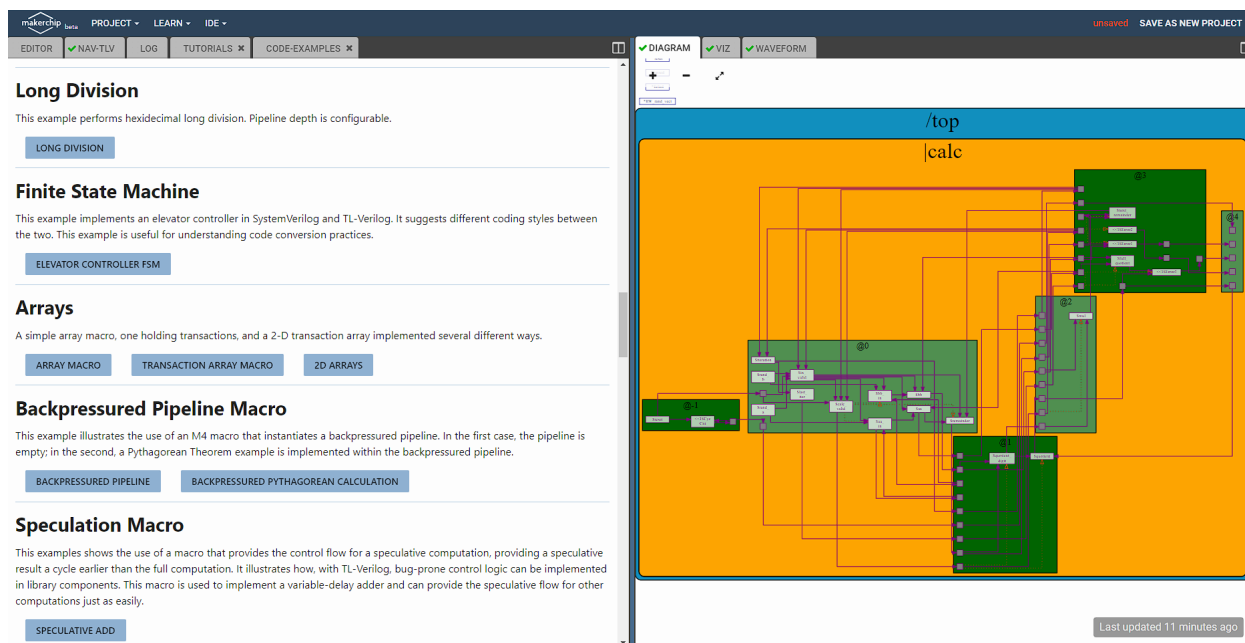 makerchip beta PROJECT LEARN IDE unsaved SAVE AS NEW PROJECT
EDITOR NAV-TLV LOG TUTORIALS CODE-EXAMPLES
DIAGRAM VIZ WAVEFORM
Long Division
This example performs hexidecimal long division. Pipeline depth is configurable.
LONG DIVISION
Finite State Machine
This example implements an elevator controller in SystemVerilog and TL-Verilog. It suggests different coding styles between
the two. This example is useful for understanding code conversion practices.
ELEVATOR CONTROLLER FSM
Arrays
A simple array macro, one holding transactions, and a 2-D transaction array implemented several different ways.
ARRAY MACRO TRANSACTION ARRAY MACRO 2D ARRAYS
Backpressured Pipeline Macro
This example illustrates the use of an M4 macro that instantiates a backpressured pipeline. In the first case, the pipeline is
empty; in the second, a Pythagorean Theorem example is implemented within the backpressured pipeline.
BACKPRESSURED PIPELINE BACKPRESSURED PYTHAGOREAN CALCULATION
Speculation Macro
This examples shows the use of a macro that provides the control flow for a speculative computation, providing a speculative
result a cycle earlier than the full computation. It illustrates how, with TL-Verilog, bug-prone control logic can be implemented
in library components. This macro is used to implement a variable-delay adder and can provide the speculative flow for other
computations just as easily.
SPECULATIVE ADD
/top
|calc
@3
@4
@2
@0
@-1
@1
Last updated 11 minutes ago